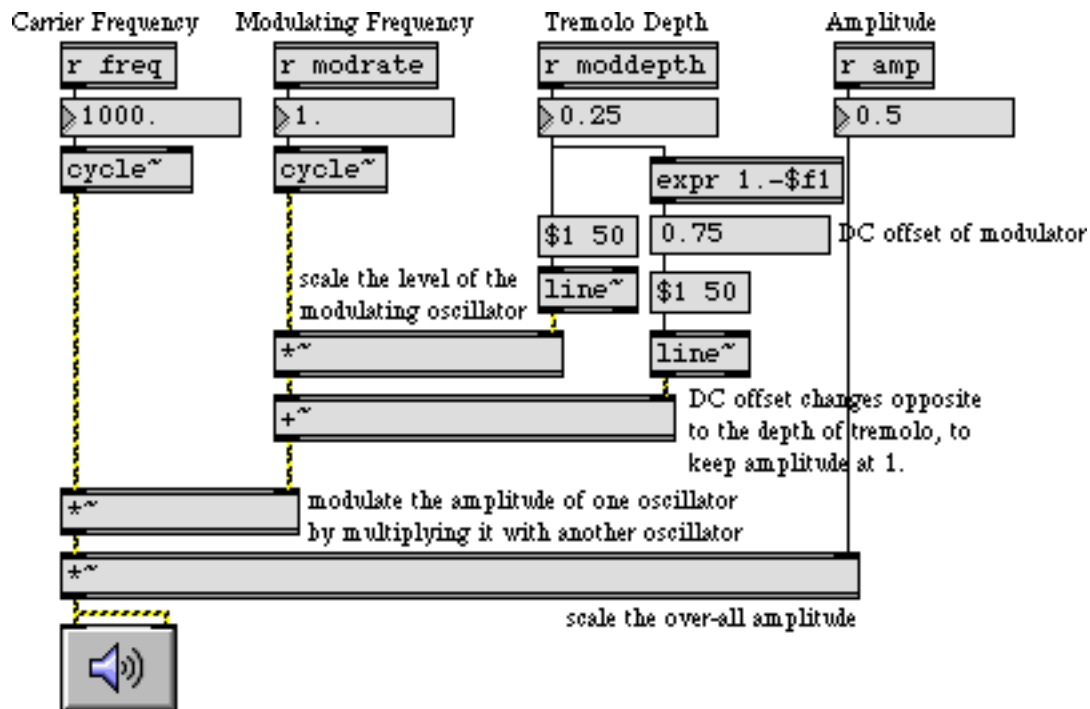 Carrier Frequency
Modulating Frequency
Tremolo Depth
Amplitude
r freq
r modrate
r moddepth
r amp
1000.
1.
0.25
0.5
cycle~
cycle~
expr 1.-$f1
$1 50
0.75
DC offset of modulator
scale the level of the
modulating oscillator
line~
$1 50
*~
line~
+~
DC offset changes opposite
to the depth of tremolo, to
keep amplitude at 1.
*~
modulate the amplitude of one oscillator
by multiplying it with another oscillator
*~
scale the over-all amplitude